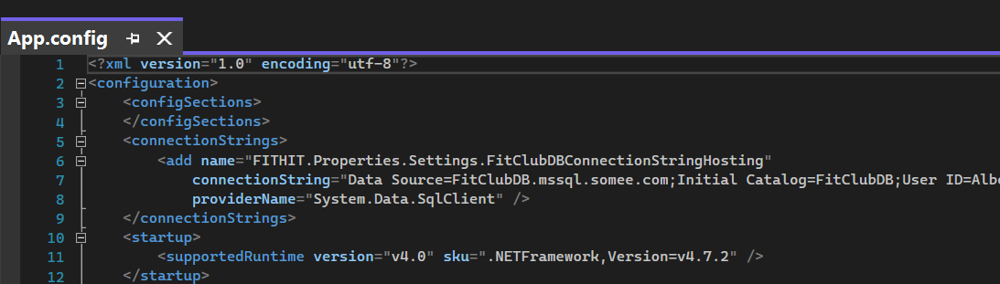 App.config
1 <?xml version="1.0" encoding="utf-8"?>
2 <configuration>
3 <configSections>
4 </configSections>
5 <connectionStrings>
6 <add name="FITHIT.Properties.Settings.FitClubDBConnectionStringHosting"
7 connectionString="Data Source=FitClubDB.mssql.somee.com;Initial Catalog=FitClubDB;User ID=Albe
8 providerName="System.Data.SqlClient" />
9 </connectionStrings>
10 <startup>
11 <supportedRuntime version="v4.0" sku=".NETFramework,Version=v4.7.2" />
12 </startup>